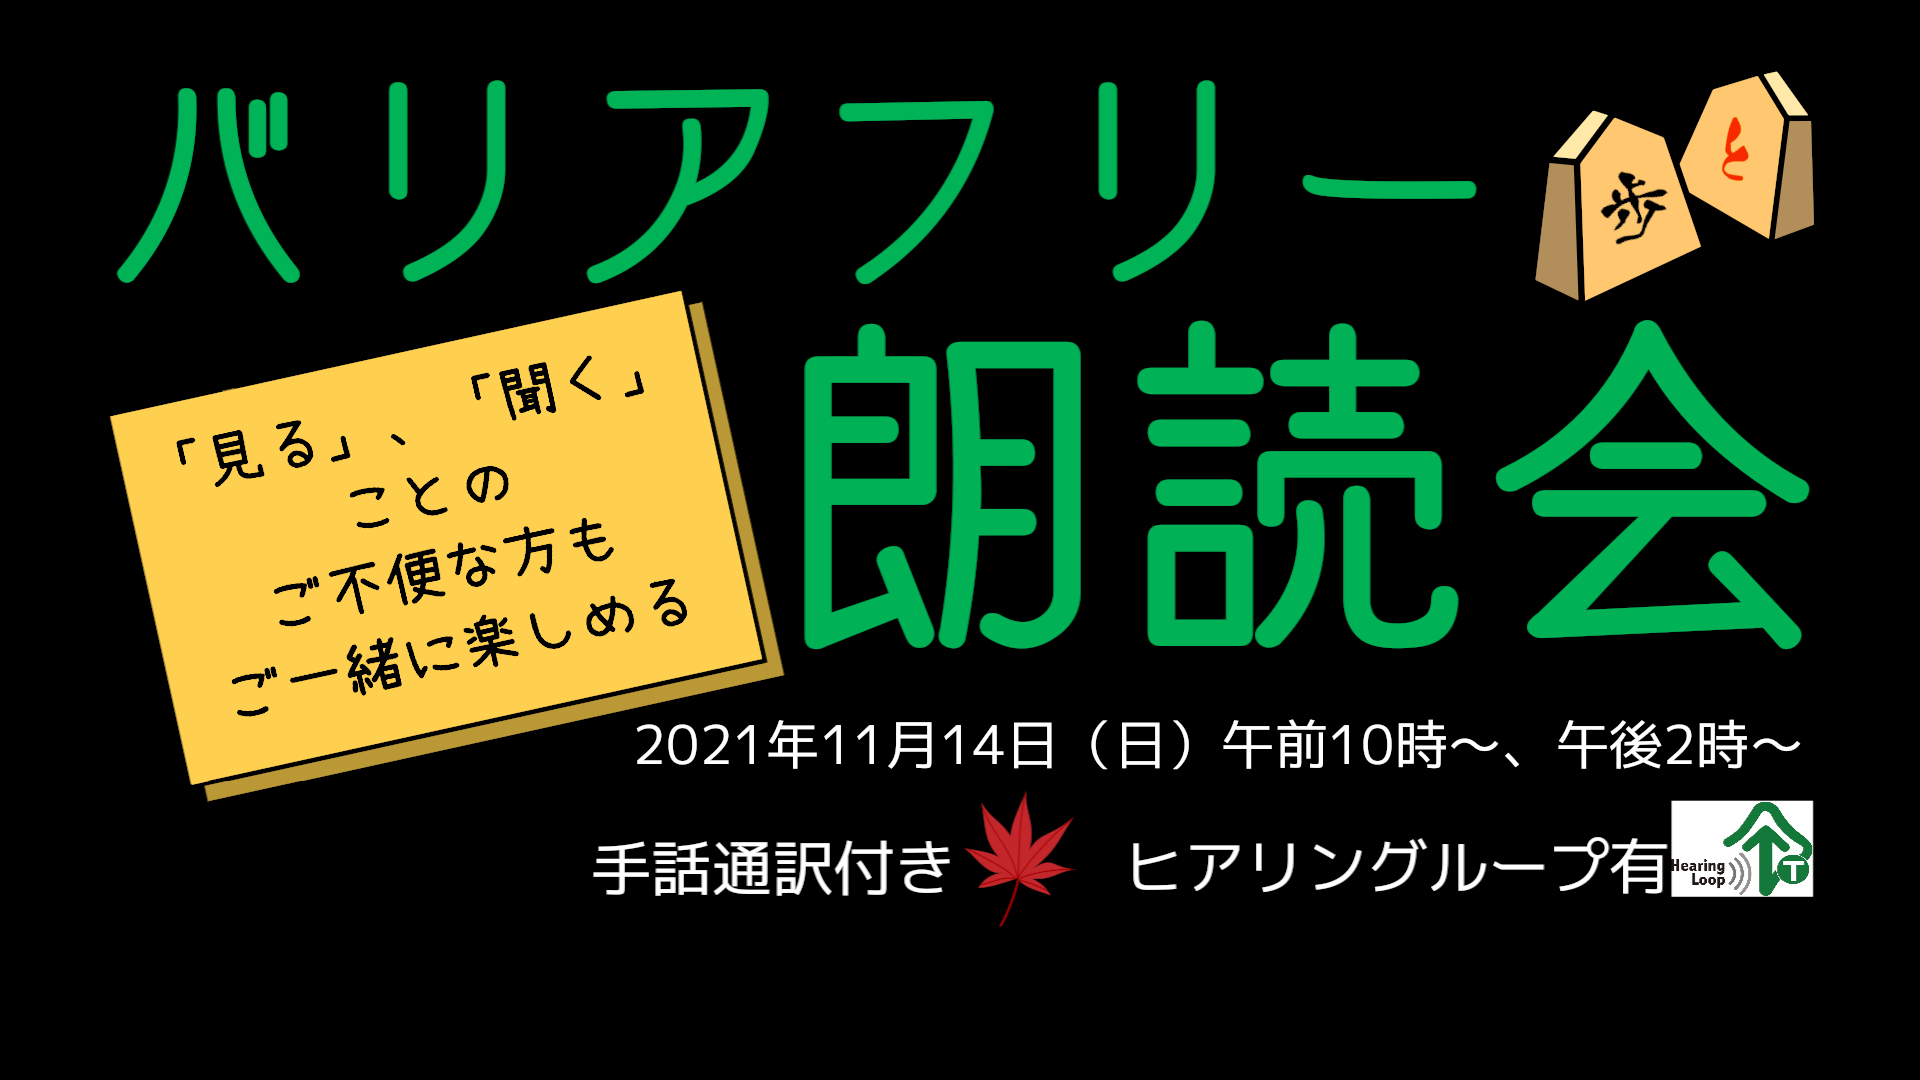 バリアフリー
歩
と
朗読会
「見る」、「聞く」
ことの
ご不便な方も
ご一緒に楽しめる
2021年11月14日（日）午前10時～、午後2時～
手話通訳付き
ヒアリングループ有
Hearing
Loop
T